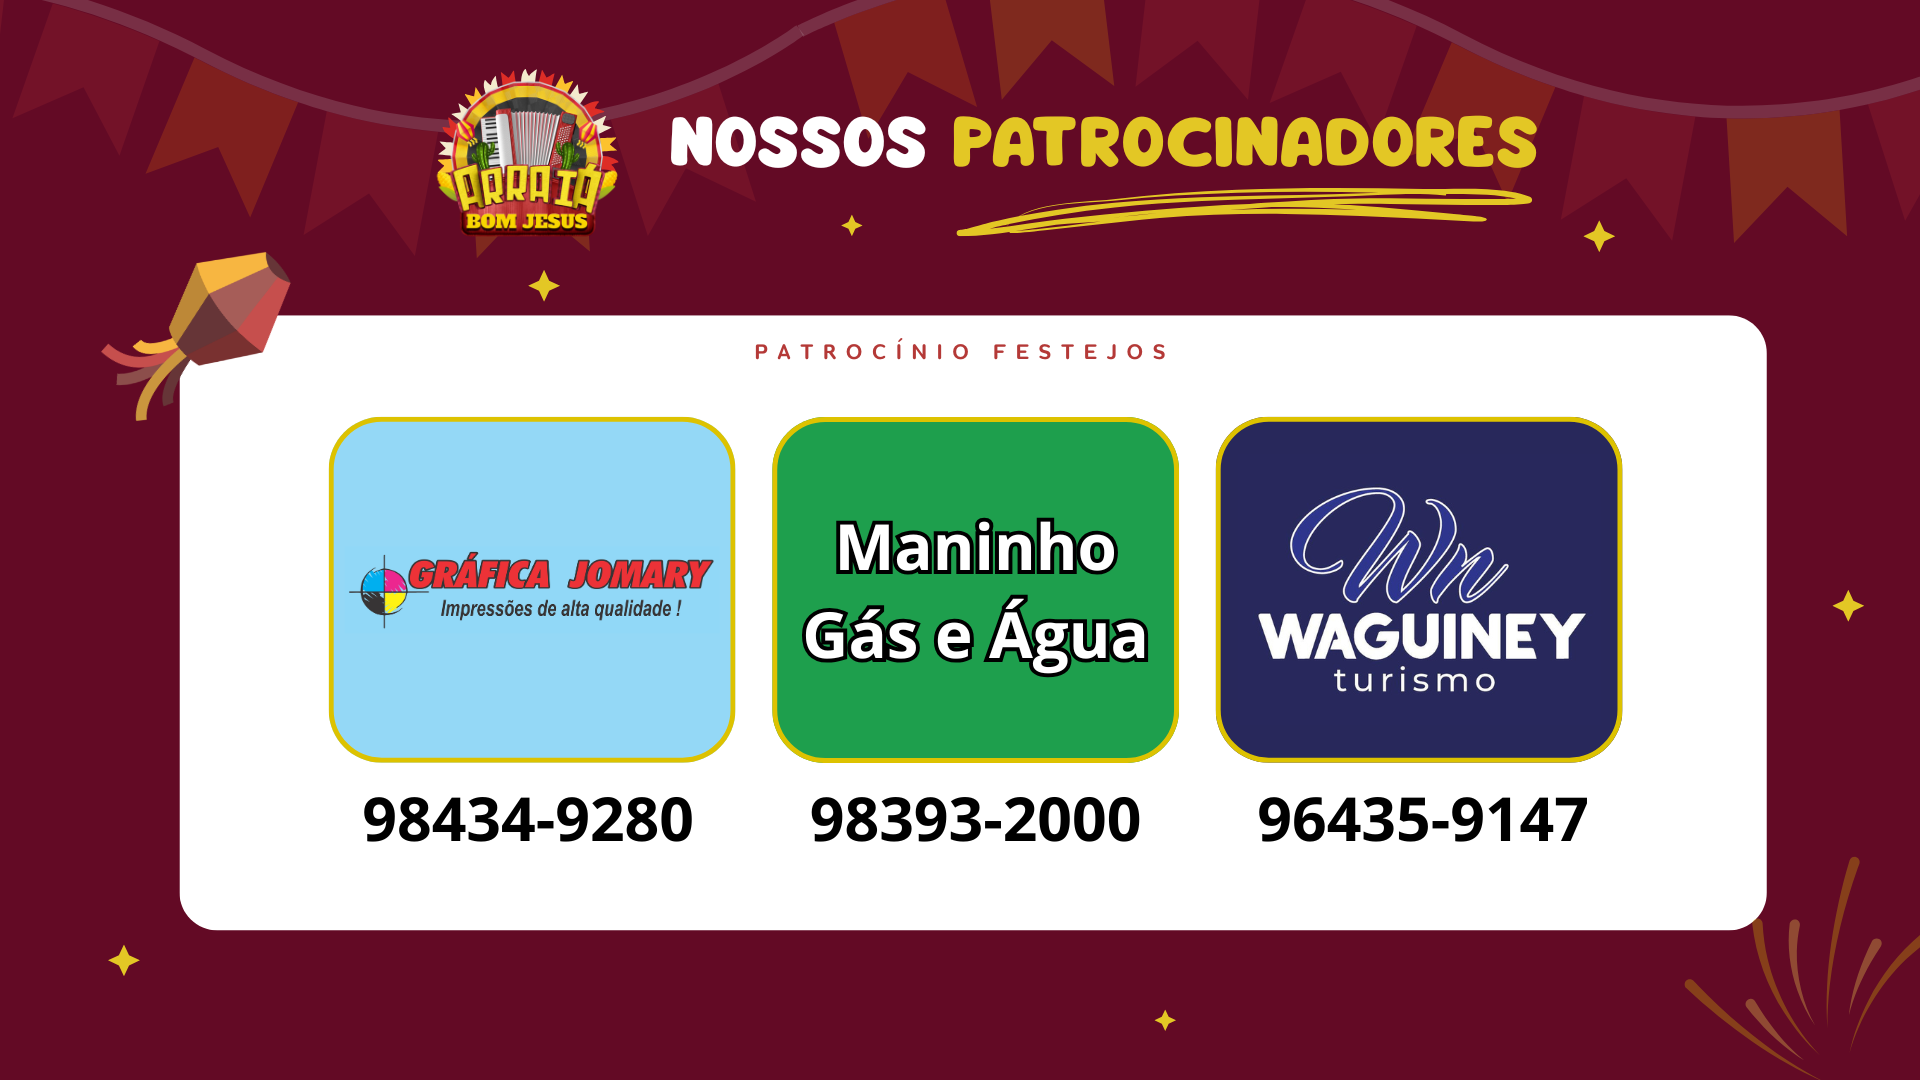 ARRAIÁ
BOM JESUS
NOSSOS PATROCINADORES
PATROCÍNIO FESTEJOS
GRÁFICA JOMARY
Impressões de alta qualidade !
Maninho
Gás e Água
Wn
WAGUINEY
turismo
98434-9280
98393-2000
96435-9147